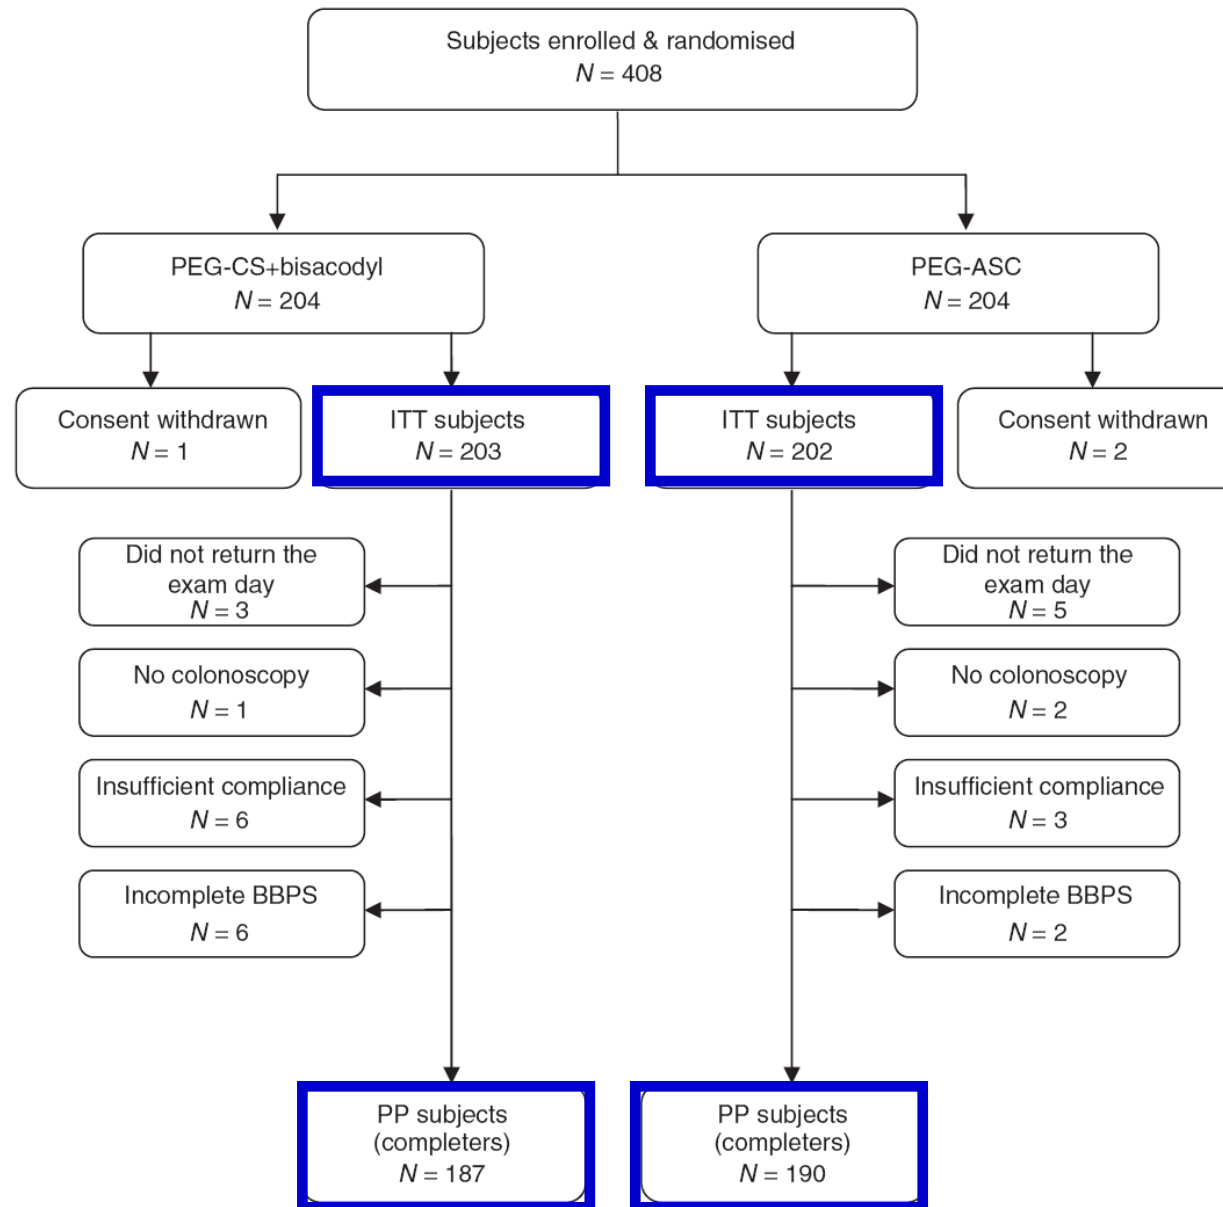 Subjects enrolled & randomised
N = 408
PEG-CS+bisacodyl
N = 204
PEG-ASC
N = 204
Consent withdrawn
N = 1
ITT subjects
N = 203
ITT subjects
N = 202
Consent withdrawn
N = 2
Did not return the
exam day
N = 3
Did not return the
exam day
N = 5
No colonoscopy
N = 1
No colonoscopy
N = 2
Insufficient compliance
N = 6
Insufficient compliance
N = 3
Incomplete BBPS
N = 6
Incomplete BBPS
N = 2
PP subjects
(completers)
N = 187
PP subjects
(completers)
N = 190